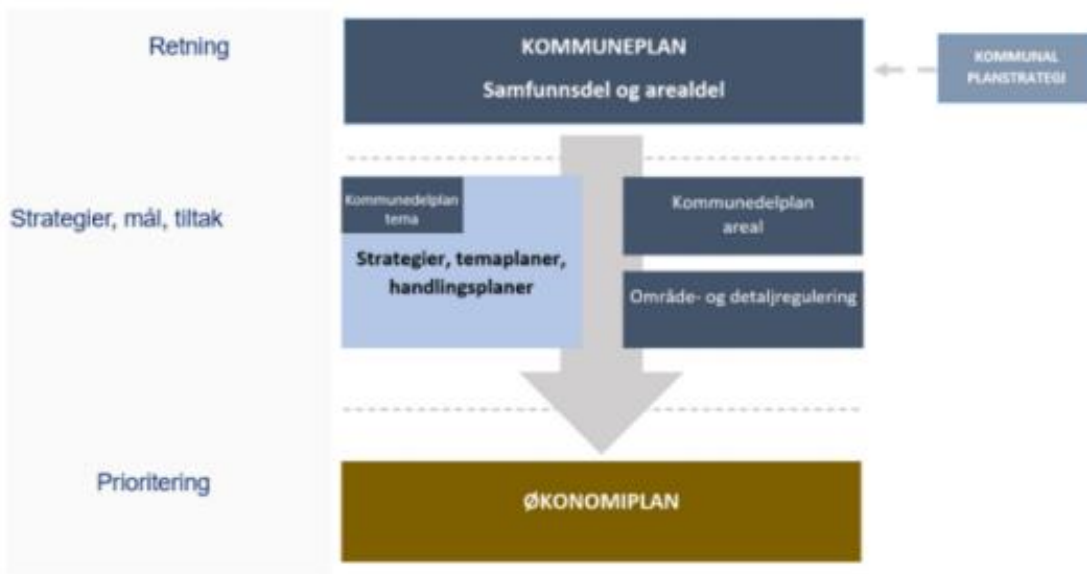 Retning
KOMMUNEPLAN
Samfunnsdel og arealdel
KOMMUNAL
PLANSTRATEGI
Strategier, mål, tiltak
Kommunedelplan
tema
Strategier, temaplaner,
handlingsplaner
Kommunedelplan
areal
Område- og detaljregulering
Prioritering
ØKONOMIPLAN